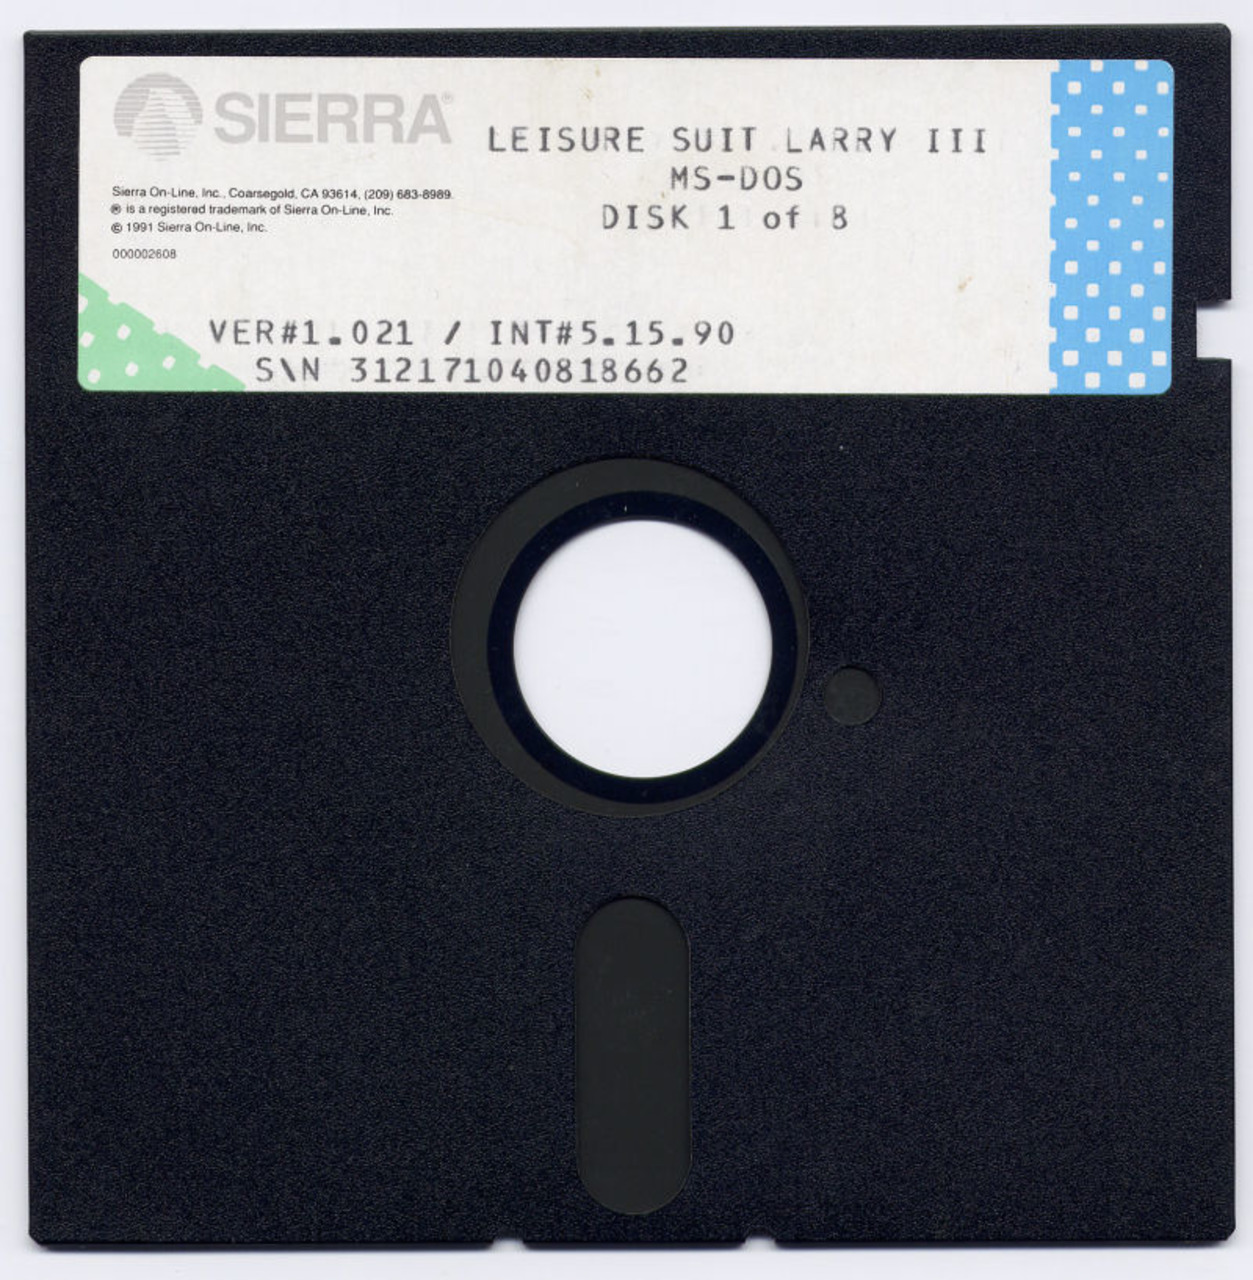 SIERRA®
Sierra On-Line, Inc., Coarsegold, CA 93614, (209) 683-8989.
® is a registered trademark of Sierra On-Line, Inc.
© 1991 Sierra On-Line, Inc.
000002608
LEISURE SUIT LARRY III
MS-DOS
DISK 1 of 8
VER#1.021 / INT#5.15.90
S\N 312171040818662